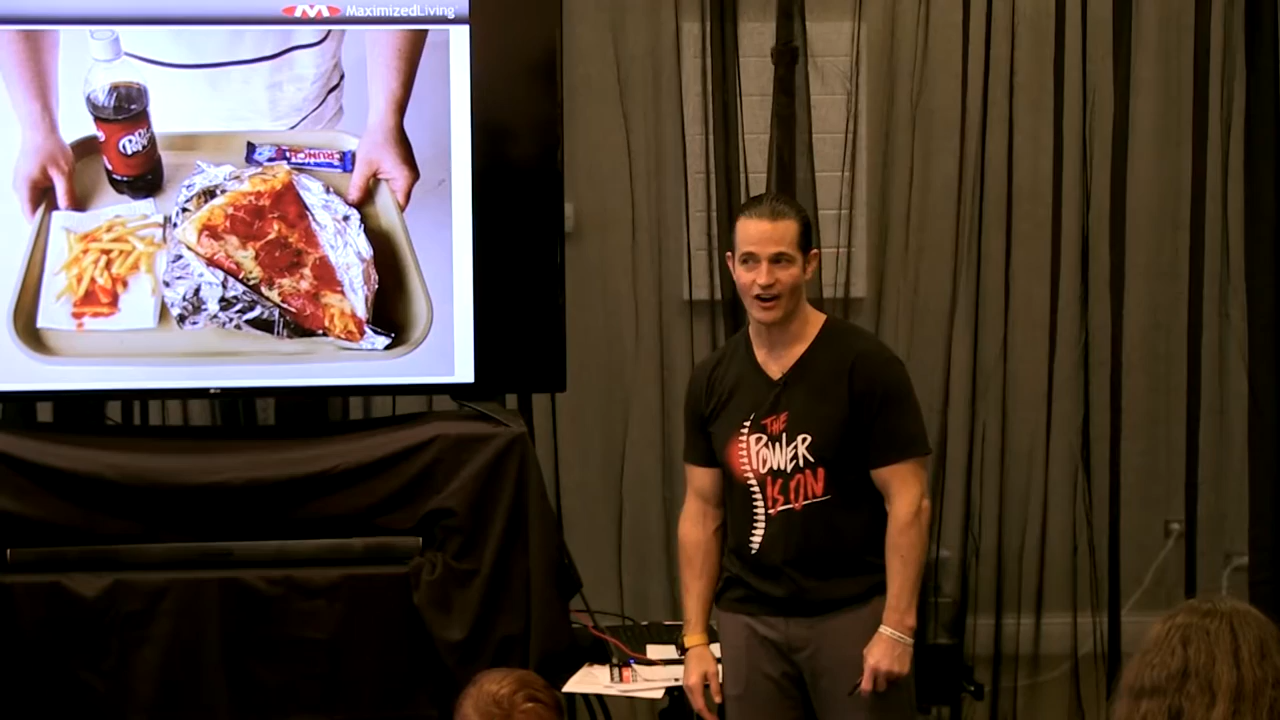 MaximizedLiving
Dr Pepper
CRUNCH
THE
POWER
IS ON